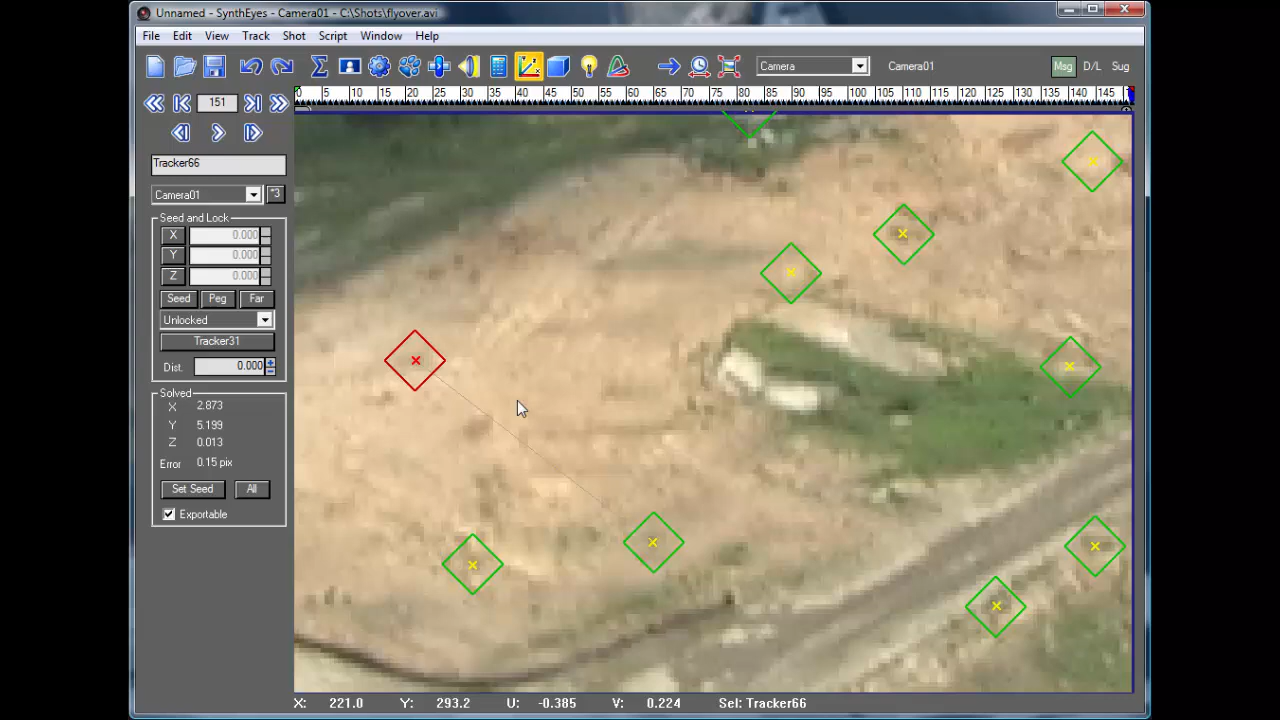 Unnamed - SynthEyes - Camera01 - C:\Shots\flyover.avi
File Edit View Track Shot Script Window Help
Camera Camera01 Msg D/L Sug
151 0 5 10 15 20 25 30 35 40 45 50 55 60 65 70 75 80 85 90 95 100 105 110 115 120 125 130 135 140 145
Tracker66
Camera01 *3
Seed and Lock
X 0.000
Y 0.000
Z 0.000
Seed Peg Far
Unlocked
Tracker31
Dist. 0.000
Solved
X 2.873
Y 5.199
Z 0.013
Error 0.15 pix
Set Seed All
Exportable
X: 221.0 Y: 293.2 U: -0.385 V: 0.224 Sel: Tracker66